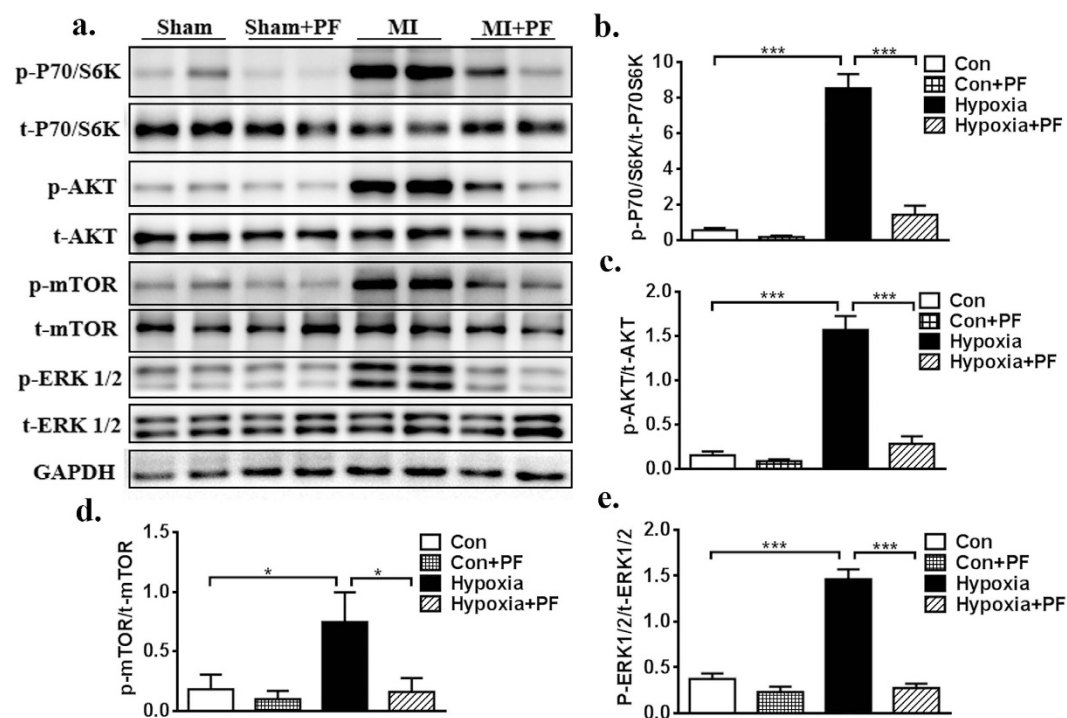 a.
Sham Sham+PF MI MI+PF
p-P70/S6K
t-P70/S6K
p-AKT
t-AKT
p-mTOR
t-mTOR
p-ERK 1/2
t-ERK 1/2
GAPDH
b.
p-P70/S6K/t-P70S6K
10
8
6
4
2
0
*** ***
Con
Con+PF
Hypoxia
Hypoxia+PF
c.
p-AKT/t-AKT
2.0
1.5
1.0
0.5
0.0
*** ***
Con
Con+PF
Hypoxia
Hypoxia+PF
d.
p-mTOR/t-mTOR
1.5
1.0
0.5
0.0
* *
Con
Con+PF
Hypoxia
Hypoxia+PF
e.
P-ERK1/2/t-ERK1/2
2.0
1.5
1.0
0.5
0.0
*** ***
Con
Con+PF
Hypoxia
Hypoxia+PF